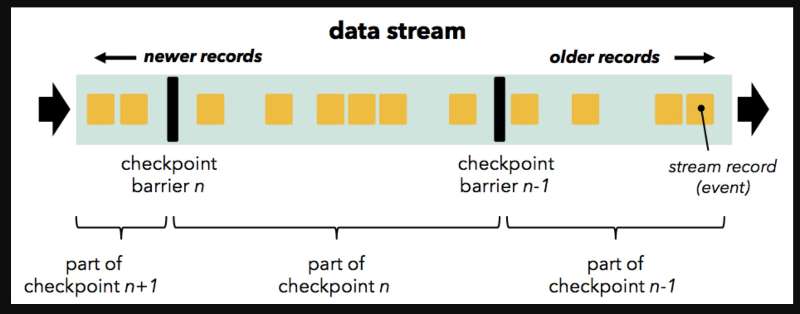 data stream
newer records
older records
checkpoint
barrier n
checkpoint
barrier n-1
stream record
(event)
part of
checkpoint n+1
part of
checkpoint n
part of
checkpoint n-1